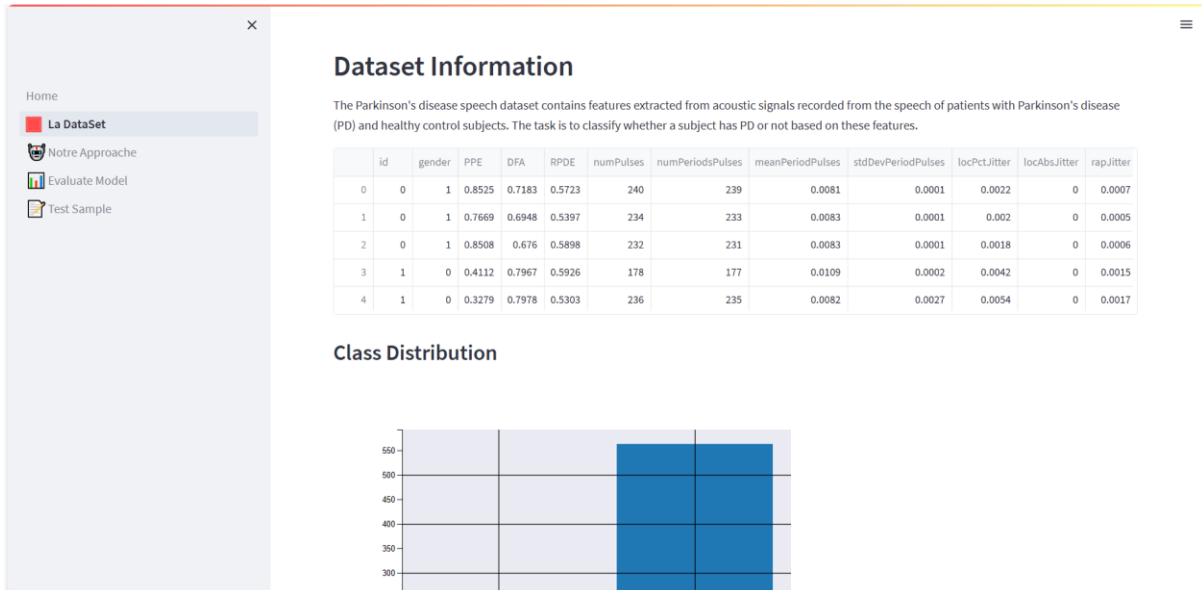 ×
≡
Home
La DataSet
Notre Approache
Evaluate Model
Test Sample
Dataset Information
The Parkinson's disease speech dataset contains features extracted from acoustic signals recorded from the speech of patients with Parkinson's disease
(PD) and healthy control subjects. The task is to classify whether a subject has PD or not based on these features.
id gender PPE DFA RPDE numPulses numPeriodsPulses meanPeriodPulses stdDevPeriodPulses locPctJitter locAbsJitter rapJitter
0 0 1 0.8525 0.7183 0.5723 240 239 0.0081 0.0001 0.0022 0 0.0007
1 0 1 0.7669 0.6948 0.5397 234 233 0.0083 0.0001 0.002 0 0.0005
2 0 1 0.8508 0.676 0.5898 232 231 0.0083 0.0001 0.0018 0 0.0006
3 1 0 0.4112 0.7967 0.5926 178 177 0.0109 0.0002 0.0042 0 0.0015
4 1 0 0.3279 0.7978 0.5303 236 235 0.0082 0.0027 0.0054 0 0.0017
Class Distribution
550
500
450
400
350
300